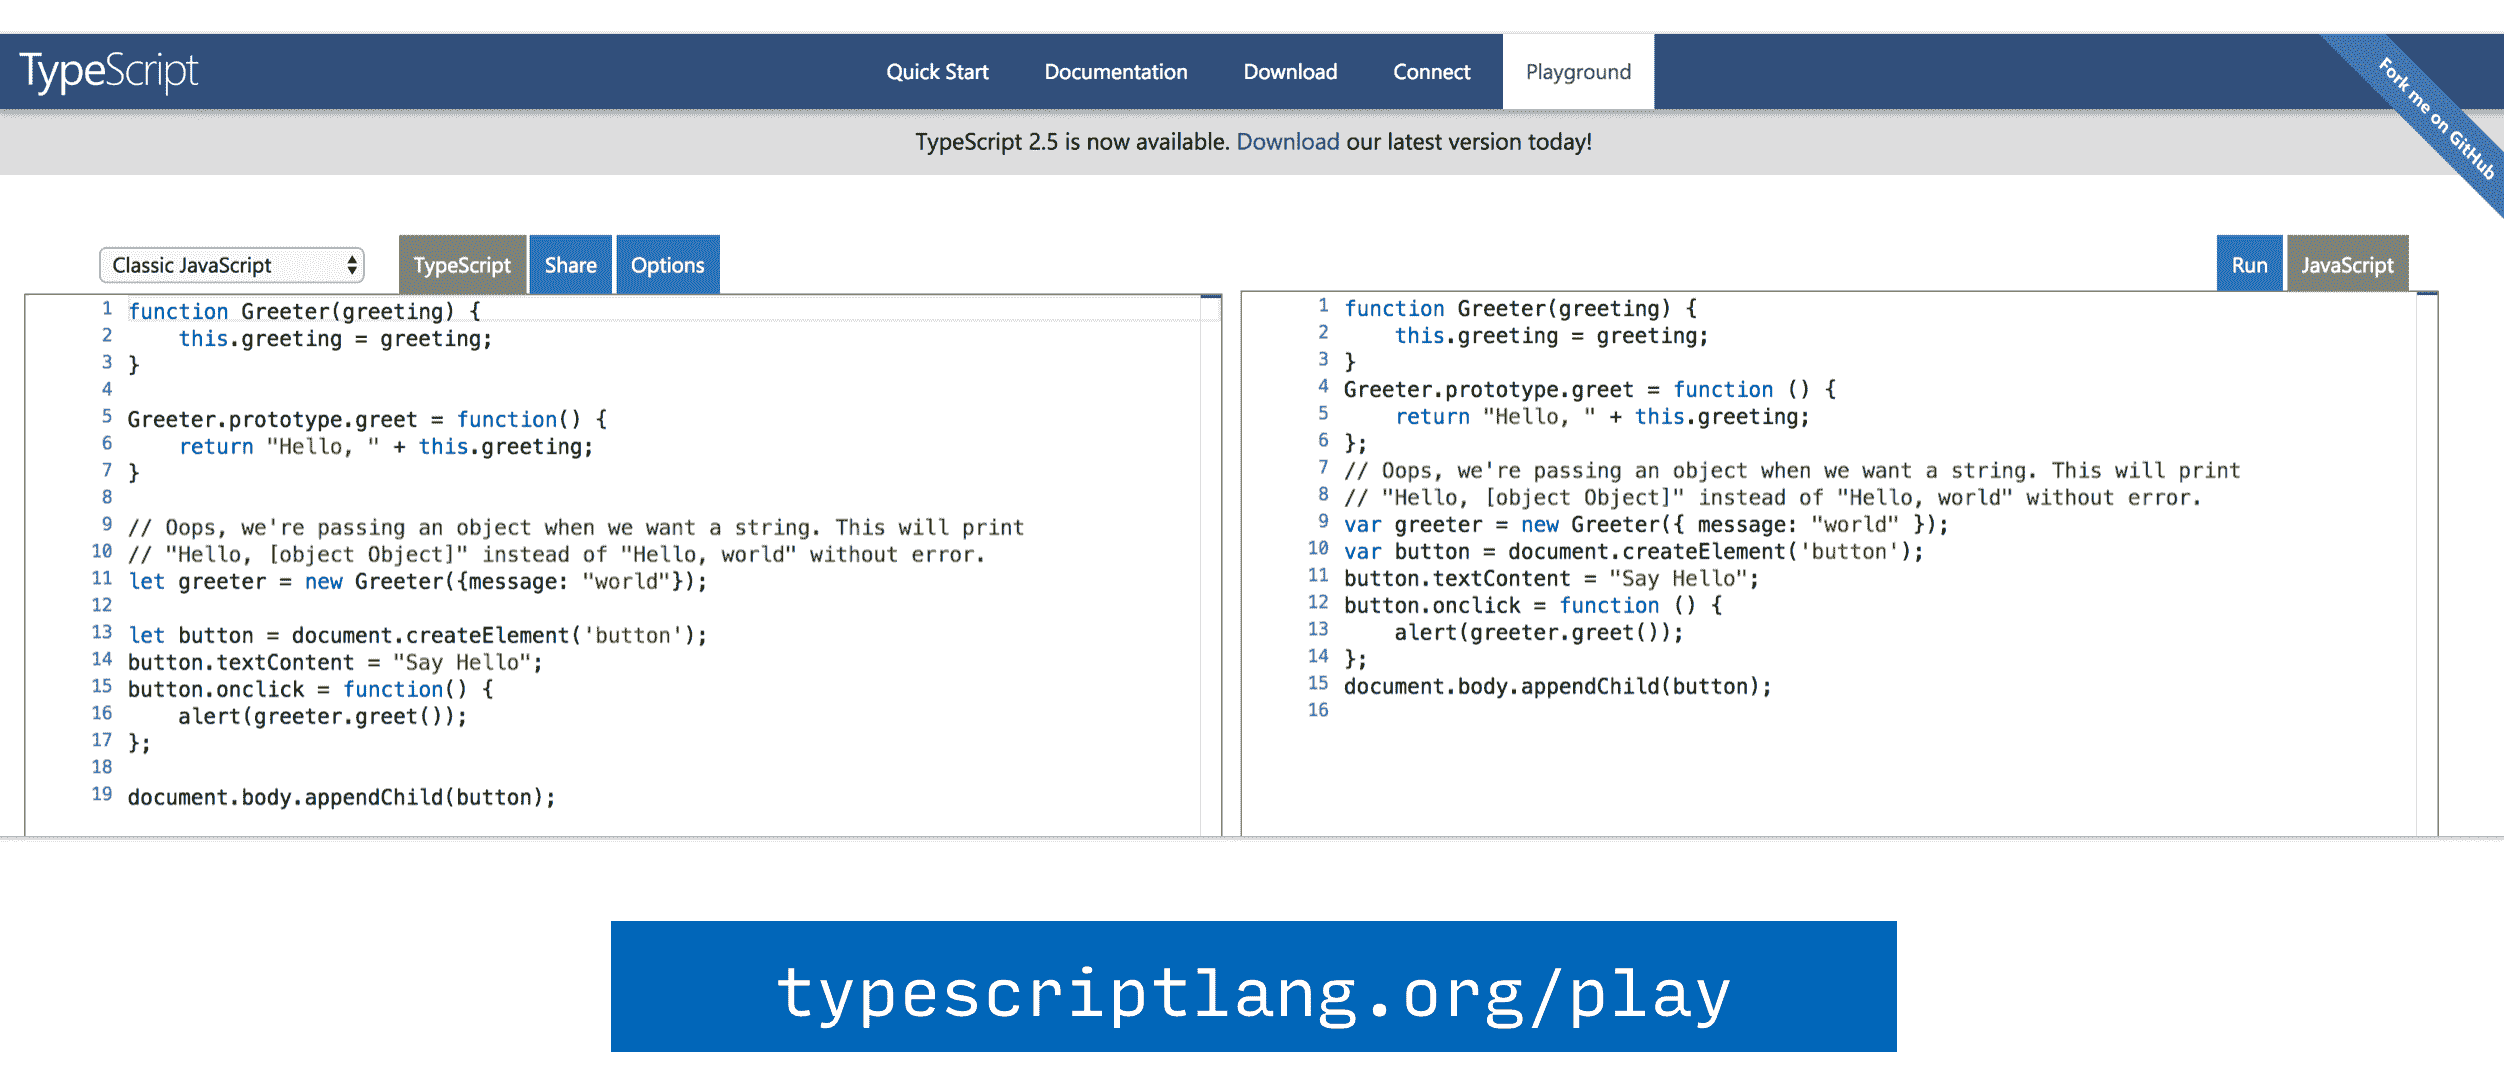 TypeScript
Quick Start Documentation Download Connect Playground
Fork me on GitHub
TypeScript 2.5 is now available. Download our latest version today!
Classic JavaScript TypeScript Share Options
1 function Greeter(greeting) {
2     this.greeting = greeting;
3 }
4
5 Greeter.prototype.greet = function() {
6     return "Hello, " + this.greeting;
7 }
8
9 // Oops, we're passing an object when we want a string. This will print
10 // "Hello, [object Object]" instead of "Hello, world" without error.
11 let greeter = new Greeter({message: "world"});
12
13 let button = document.createElement('button');
14 button.textContent = "Say Hello";
15 button.onclick = function() {
16     alert(greeter.greet());
17 };
18
19 document.body.appendChild(button);
Run JavaScript
1 function Greeter(greeting) {
2     this.greeting = greeting;
3 }
4 Greeter.prototype.greet = function () {
5     return "Hello, " + this.greeting;
6 };
7 // Oops, we're passing an object when we want a string. This will print
8 // "Hello, [object Object]" instead of "Hello, world" without error.
9 var greeter = new Greeter({ message: "world" });
10 var button = document.createElement('button');
11 button.textContent = "Say Hello";
12 button.onclick = function () {
13     alert(greeter.greet());
14 };
15 document.body.appendChild(button);
16
typescriptlang.org/play